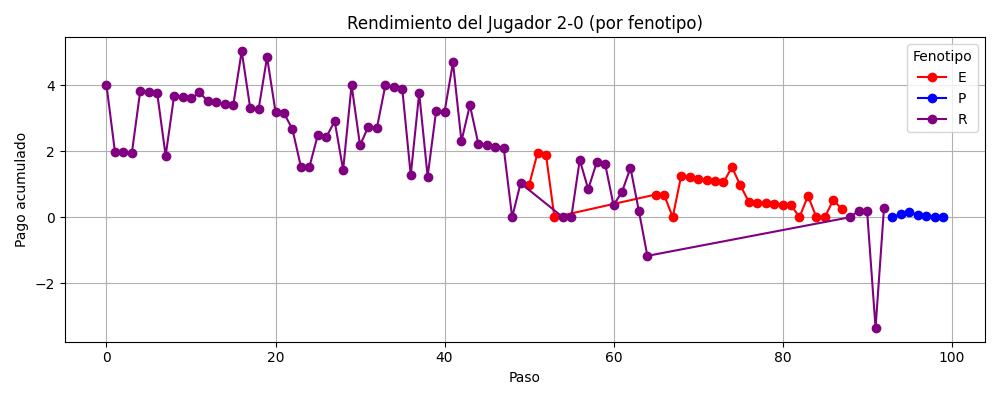 Rendimiento del Jugador 2-0 (por fenotipo)
Pago acumulado
4
2
0
−2
0
20
40
60
80
100
Paso
Fenotipo
E
P
R